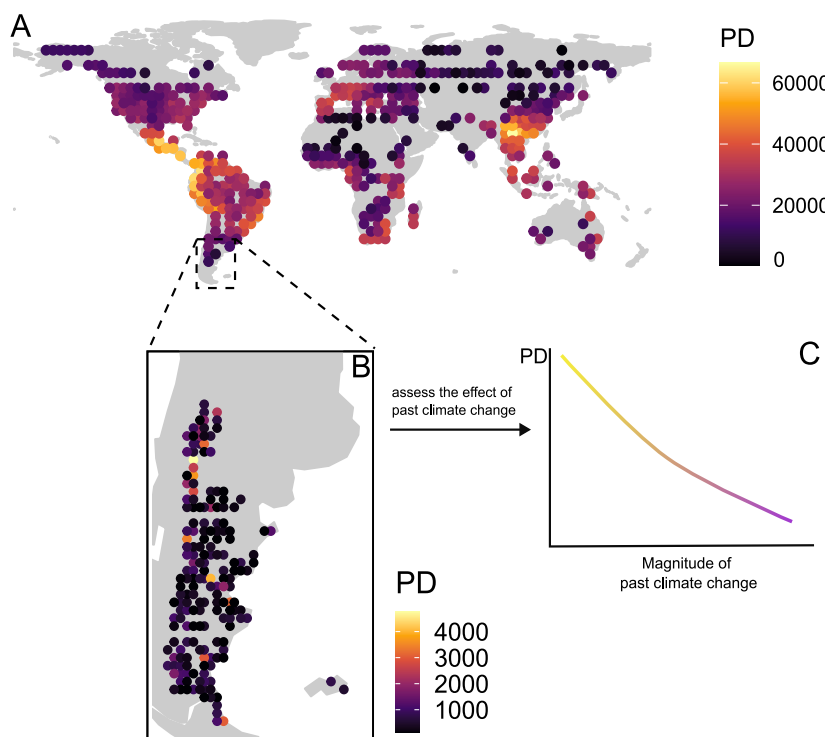 A
PD
60000
40000
20000
0
B
assess the effect of
past climate change
PD
C
Magnitude of
past climate change
PD
4000
3000
2000
1000